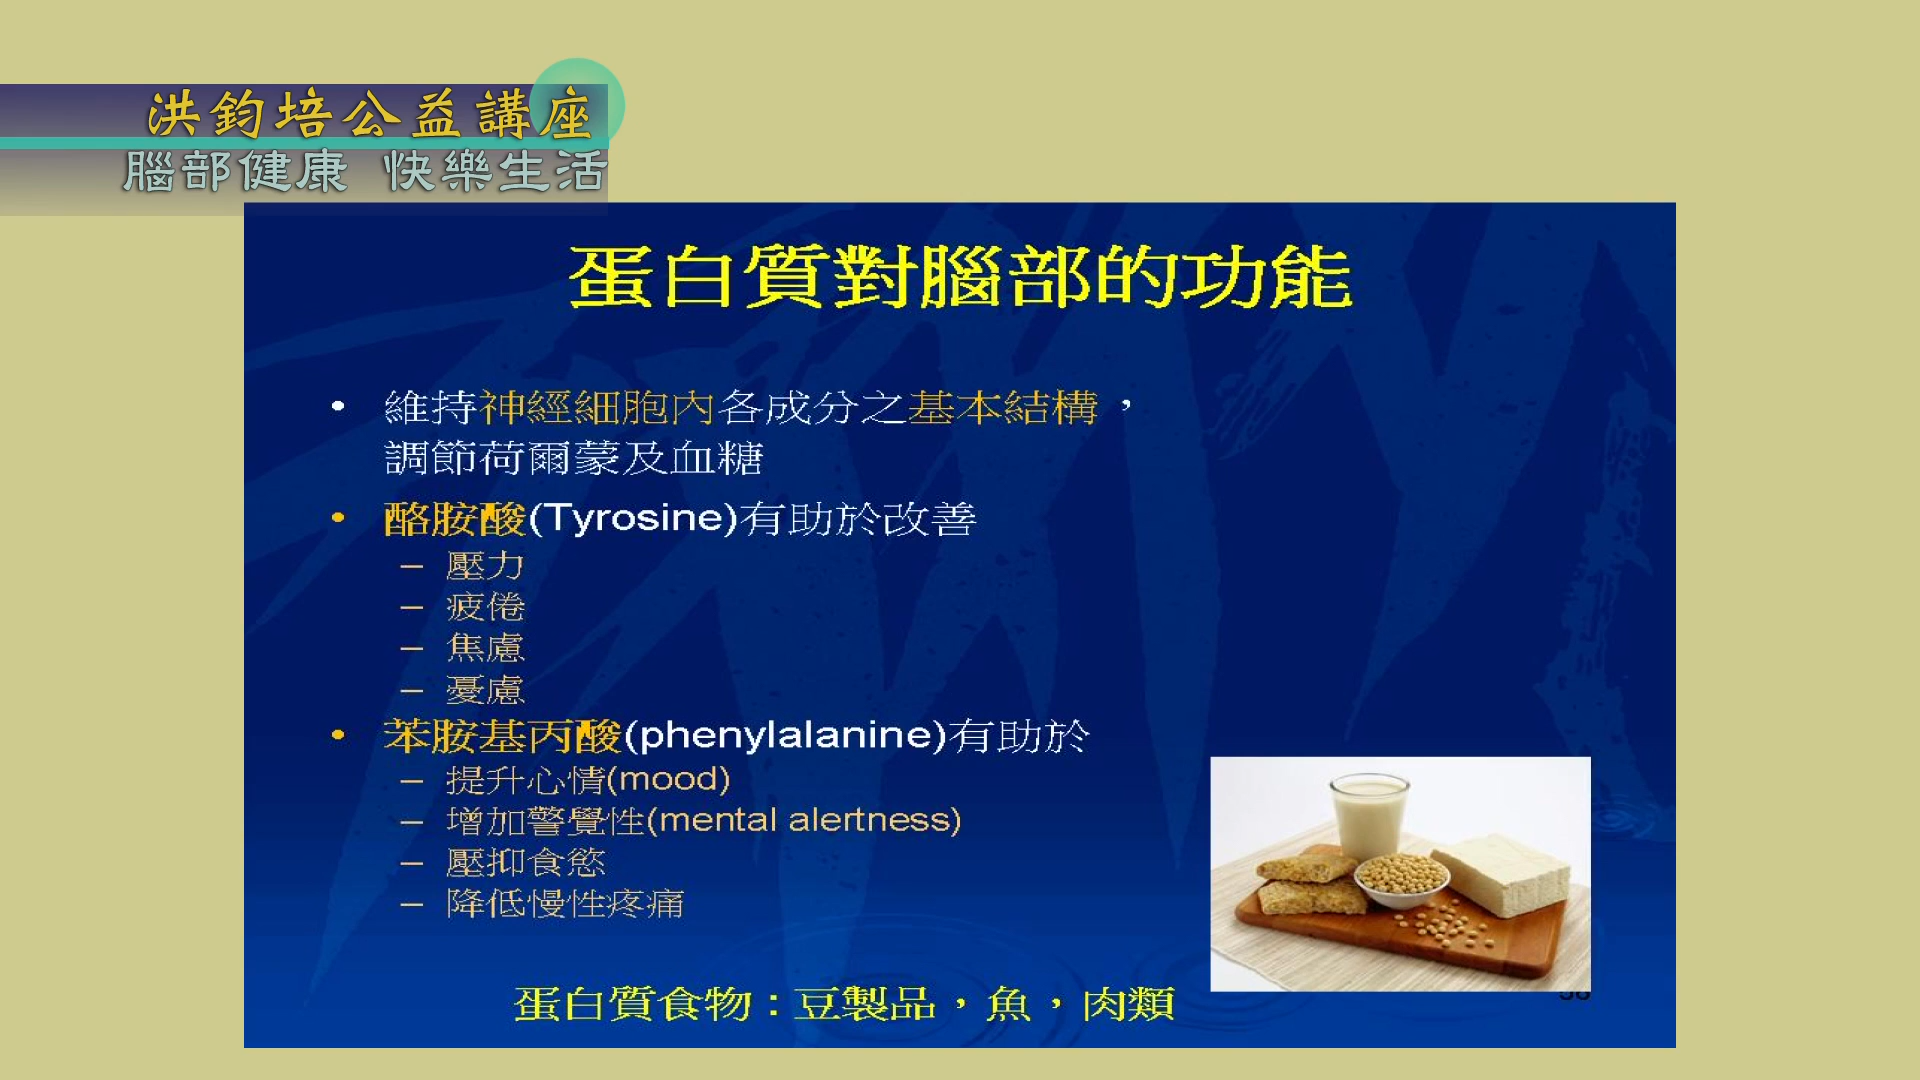 洪鈞培公益講座
腦部健康 快樂生活
蛋白質對腦部的功能
• 維持神經細胞內各成分之基本結構，
調節荷爾蒙及血糖
• 酪胺酸(Tyrosine)有助於改善
– 壓力
– 疲倦
– 焦慮
– 憂慮
• 苯胺基丙酸(phenylalanine)有助於
– 提升心情(mood)
– 增加警覺性(mental alertness)
– 壓抑食慾
– 降低慢性疼痛
蛋白質食物：豆製品，魚，肉類